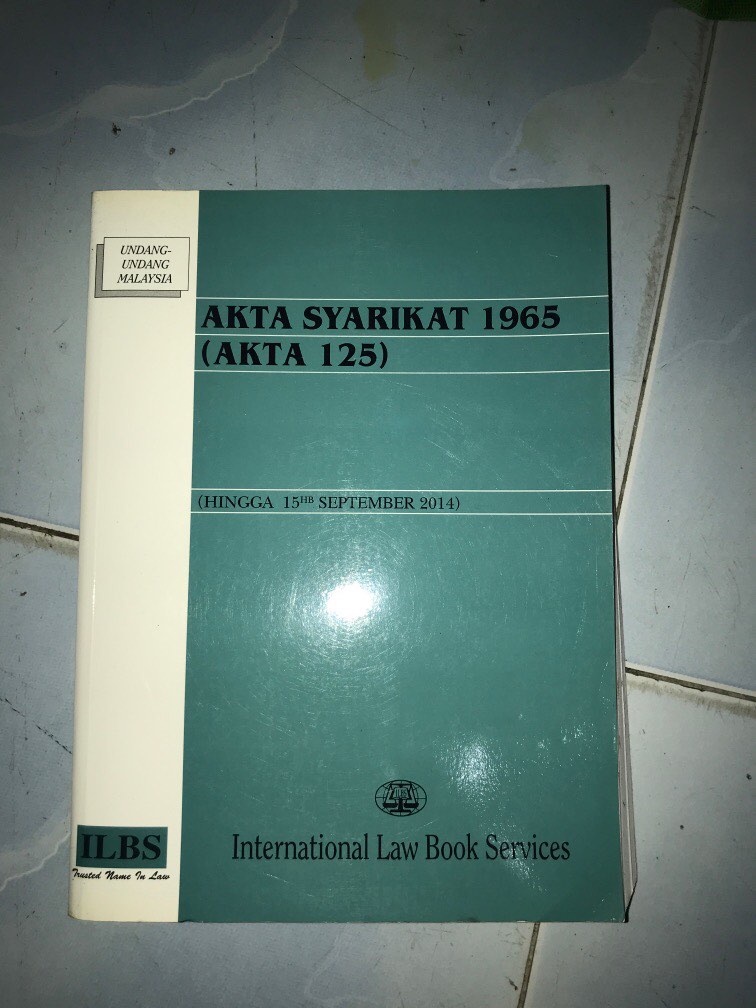 UNDANG-
UNDANG
MALAYSIA
AKTA SYARIKAT 1965
(AKTA 125)
(HINGGA 15HB SEPTEMBER 2014)
ILBS
Trusted Name In Law
International Law Book Services